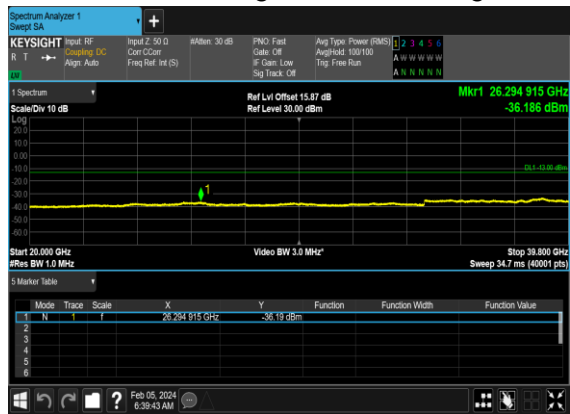 Spectrum Analyzer 1
Swept SA
+
KEYSIGHT Input: RF Input Z: 50 Ω #Atten: 30 dB PNO: Fast Avg Type: Power (RMS) 1 2 3 4 5 6
R T Coupling: DC Corr CCorr Gate: Off Avg|Hold: 100/100 A W W W W W
Align: Auto Freq Ref: Int (S) IF Gain: Low Trig: Free Run
LW Sig Track: Off A N N N N N
1 Spectrum Ref Lvl Offset 15.87 dB Mkr1 26.294 915 GHz
Scale/Div 10 dB Ref Level 30.00 dBm -36.186 dBm
Log
20.0
10.0
0.00
-10.0 DL1 -13.00 dBm
-20.0
-30.0 1
-40.0
-50.0
-60.0
Start 20.000 GHz Video BW 3.0 MHz* Stop 39.800 GHz
#Res BW 1.0 MHz Sweep 34.7 ms (40001 pts)
5 Marker Table
Mode Trace Scale X Y Function Function Width Function Value
1 N 1 f 26.294 915 GHz -36.19 dBm
2
3
4
5
6
? Feb 05, 2024
6:39:43 AM